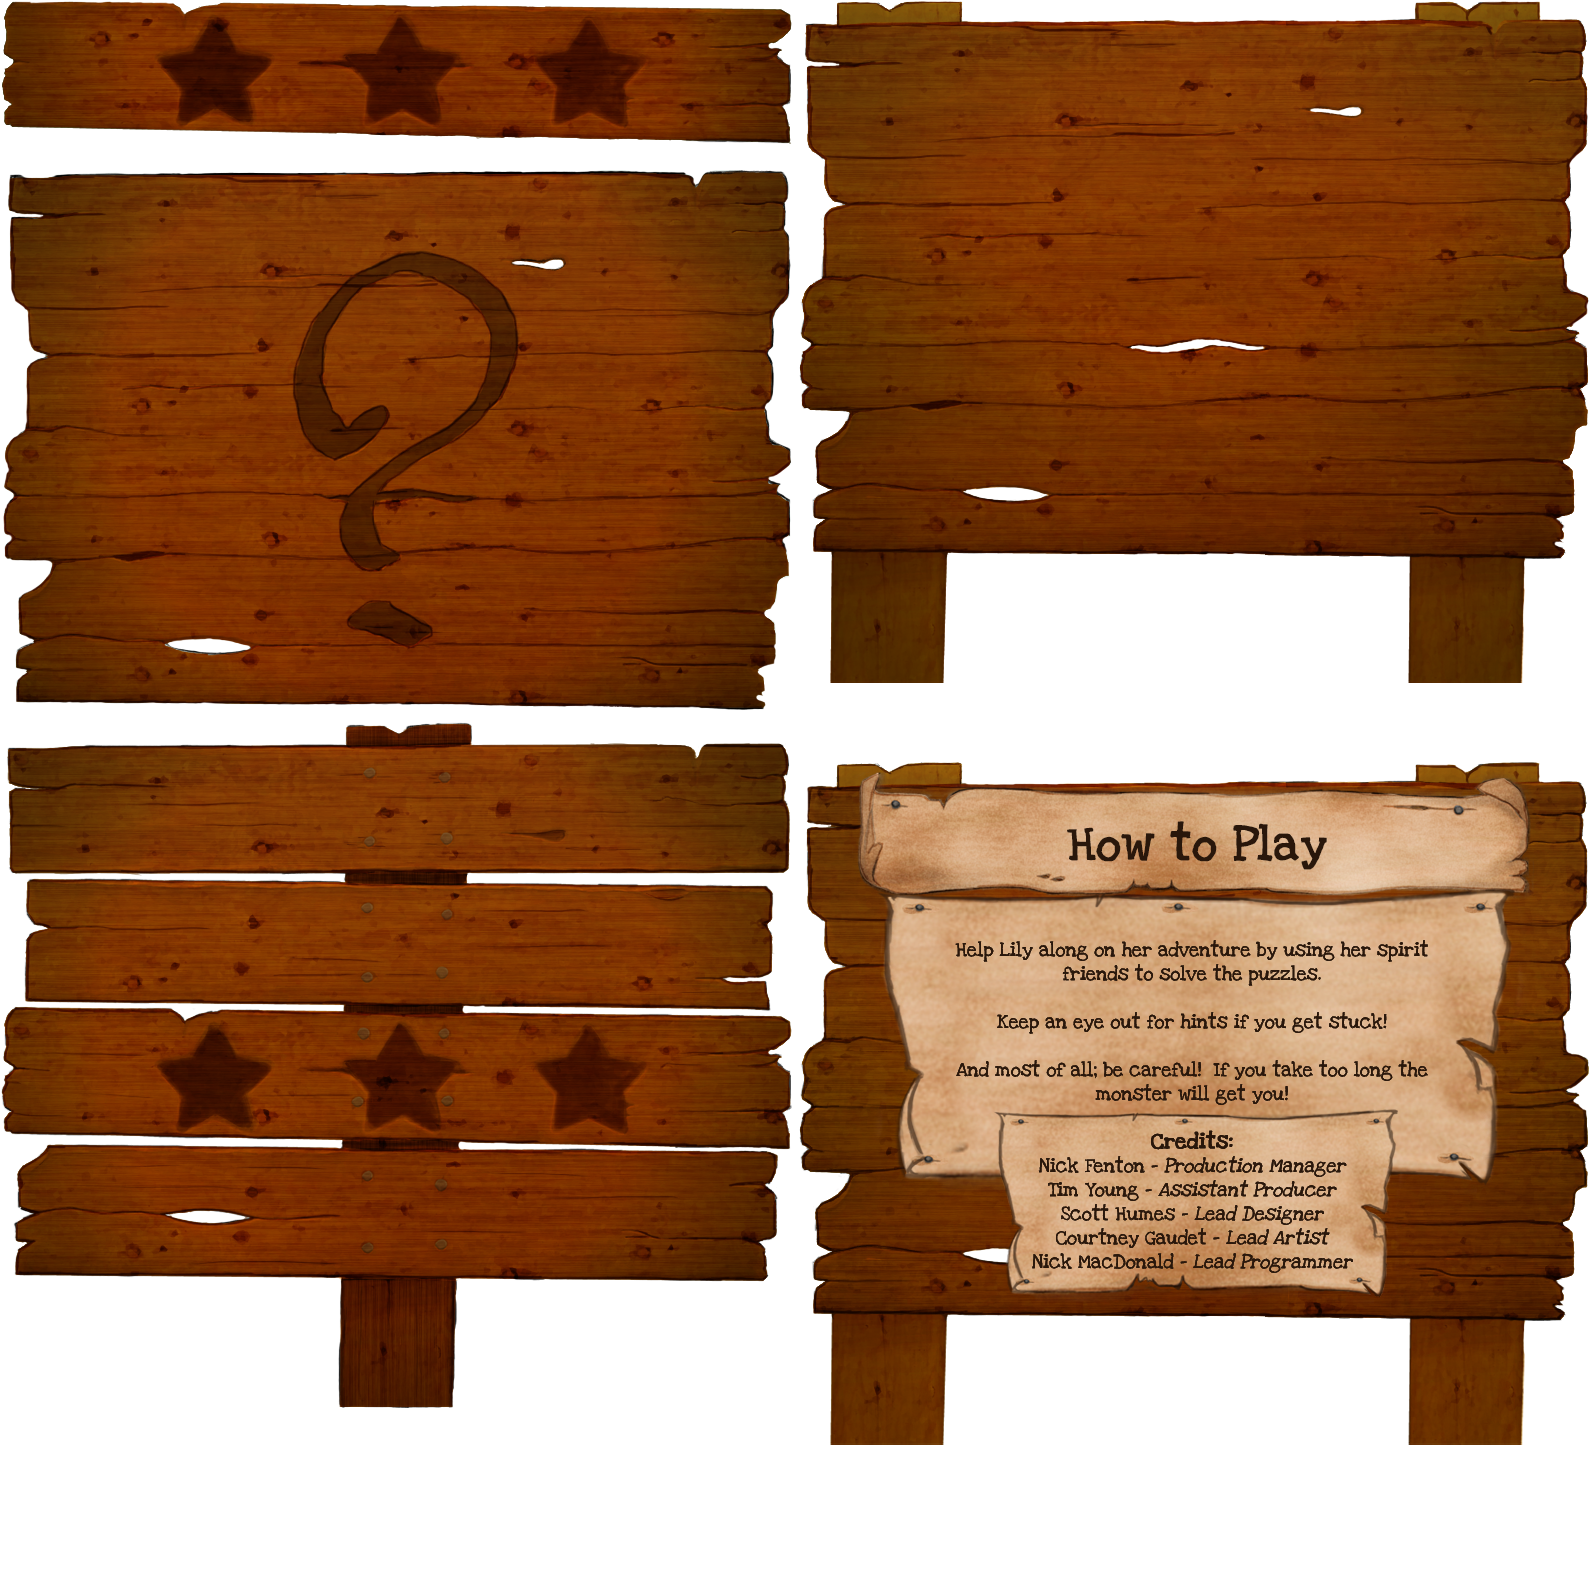 ?
How to Play
Help Lily along on her adventure by using her spirit
friends to solve the puzzles.
Keep an eye out for hints if you get stuck!
And most of all; be careful!  If you take too long the
monster will get you!
Credits:
Nick Fenton - Production Manager
Tim Young - Assistant Producer
Scott Humes - Lead Designer
Courtney Gaudet - Lead Artist
Nick MacDonald - Lead Programmer